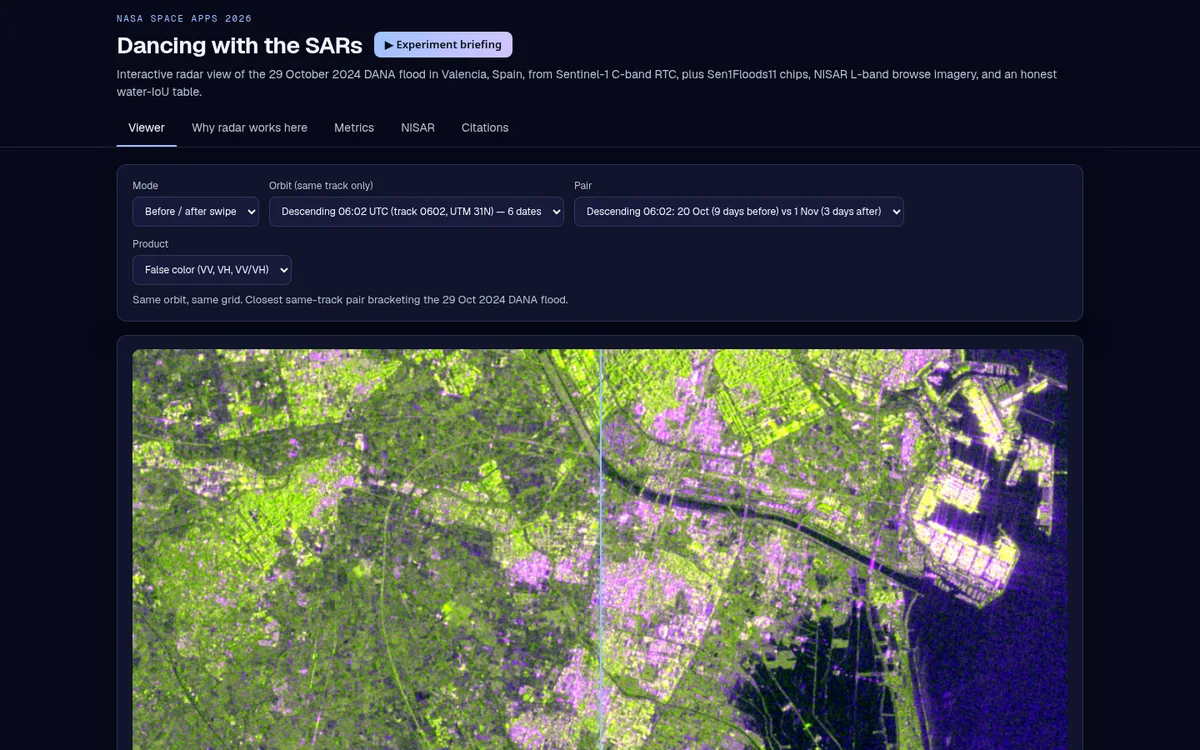 NASA SPACE APPS 2026
Dancing with the SARs
▶ Experiment briefing
Interactive radar view of the 29 October 2024 DANA flood in Valencia, Spain, from Sentinel-1 C-band RTC, plus Sen1Floods11 chips, NISAR L-band browse imagery, and an honest
water-IoU table.
Viewer
Why radar works here
Metrics
NISAR
Citations
Mode
Orbit (same track only)
Pair
Before / after swipe
Descending 06:02 UTC (track 0602, UTM 31N) — 6 dates
Descending 06:02: 20 Oct (9 days before) vs 1 Nov (3 days after)
Product
False color (VV, VH, VV/VH)
Same orbit, same grid. Closest same-track pair bracketing the 29 Oct 2024 DANA flood.